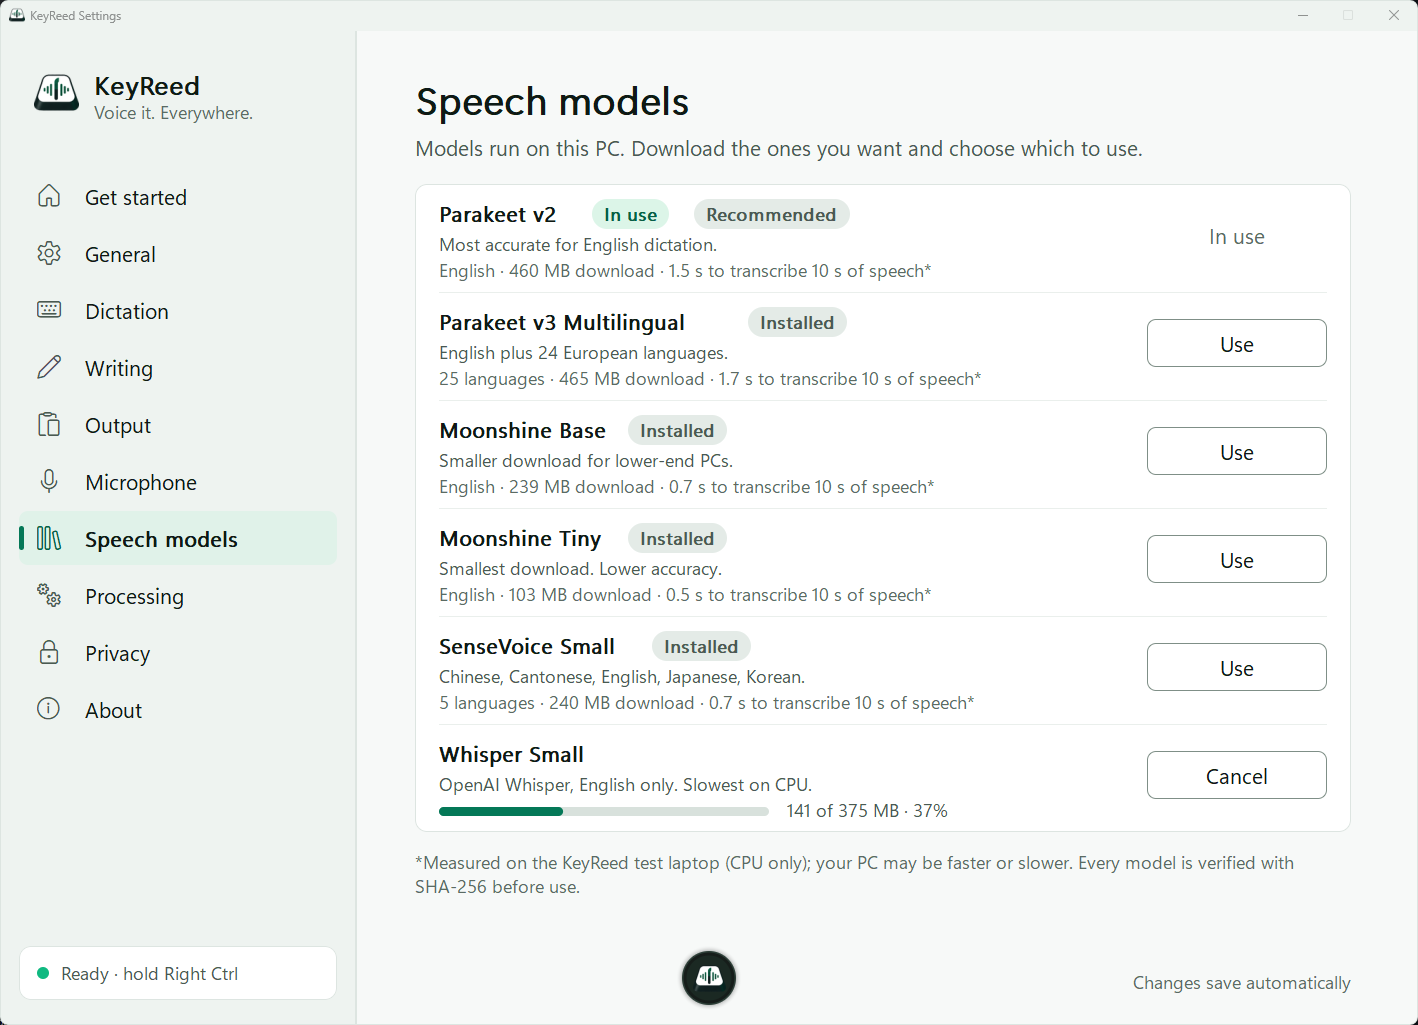 KeyReed Settings
KeyReed
Voice it. Everywhere.
Get started
General
Dictation
Writing
Output
Microphone
Speech models
Processing
Privacy
About
Ready · hold Right Ctrl
Speech models
Models run on this PC. Download the ones you want and choose which to use.
Parakeet v2 In use Recommended
Most accurate for English dictation.
English · 460 MB download · 1.5 s to transcribe 10 s of speech*
In use
Parakeet v3 Multilingual Installed
English plus 24 European languages.
25 languages · 465 MB download · 1.7 s to transcribe 10 s of speech*
Use
Moonshine Base Installed
Smaller download for lower-end PCs.
English · 239 MB download · 0.7 s to transcribe 10 s of speech*
Use
Moonshine Tiny Installed
Smallest download. Lower accuracy.
English · 103 MB download · 0.5 s to transcribe 10 s of speech*
Use
SenseVoice Small Installed
Chinese, Cantonese, English, Japanese, Korean.
5 languages · 240 MB download · 0.7 s to transcribe 10 s of speech*
Use
Whisper Small
OpenAI Whisper, English only. Slowest on CPU.
141 of 375 MB · 37%
Cancel
*Measured on the KeyReed test laptop (CPU only); your PC may be faster or slower. Every model is verified with
SHA-256 before use.
Changes save automatically